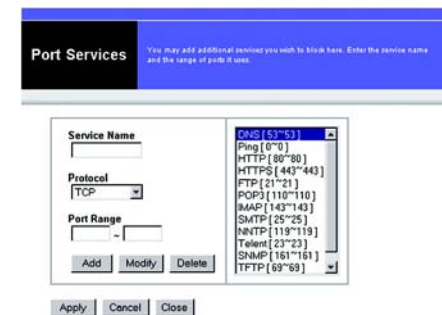 Port Services
You may add additional services you wish to block here. Enter the service name
and the range of ports it uses.
Service Name
Protocol
TCP
Port Range
~
Add Modify Delete
DNS [ 53~53 ]
Ping [ 0~0 ]
HTTP [ 80~80 ]
HTTPS [ 443~443 ]
FTP [ 21~21 ]
POP3 [ 110~110 ]
IMAP [ 143~143 ]
SMTP [ 25~25 ]
NNTP [ 119~119 ]
Telent [ 23~23 ]
SNMP [ 161~161 ]
TFTP [ 69~69 ]
Apply Cancel Close